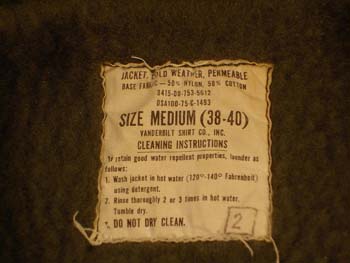 JACKET, COLD WEATHER, PERMEABLE
BASE FABRIC — 50% NYLON, 50% COTTON
8415-00-753-5612
DSA100-75-C-1493
SIZE MEDIUM (38-40)
VANDERBILT SHIRT CO., INC.
CLEANING INSTRUCTIONS
To retain good water repellent properties, launder as
follows:
1. Wash jacket in hot water (120°-140° Fahrenheit)
using detergent.
2. Rinse thoroughly 2 or 3 times in hot water.
Tumble dry.
DO NOT DRY CLEAN.
2